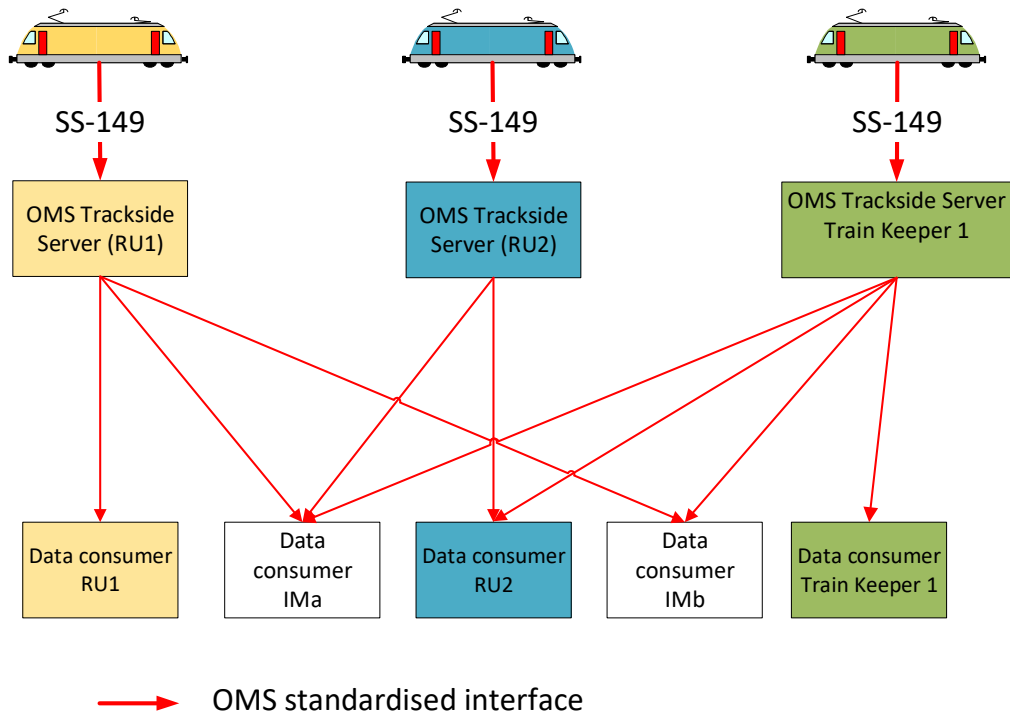 SS-149
SS-149
SS-149
OMS Trackside
Server (RU1)
OMS Trackside
Server (RU2)
OMS Trackside Server
Train Keeper 1
Data consumer
RU1
Data
consumer
IMa
Data consumer
RU2
Data
consumer
IMb
Data consumer
Train Keeper 1
OMS standardised interface